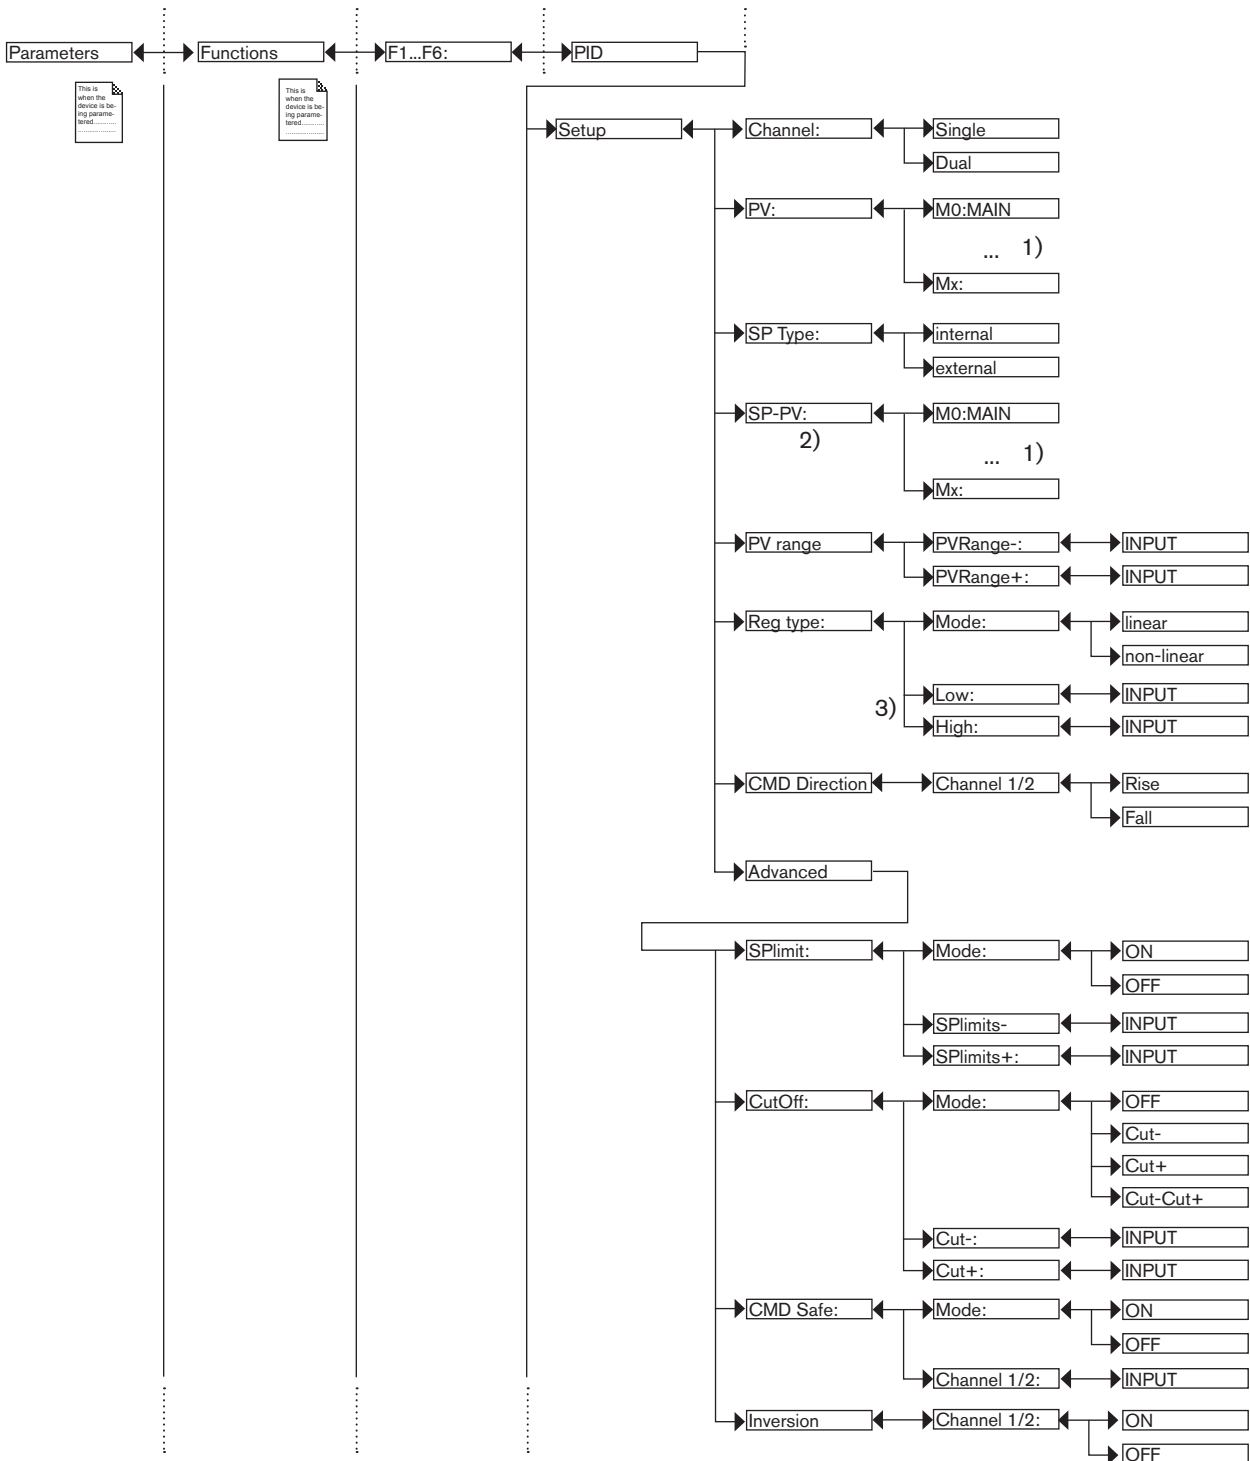 Parameters Functions F1...F6: PID
This is
when the
device is be-
ing parame-
tered............
......................
This is
when the
device is be-
ing parame-
tered............
......................
Setup Channel: Single
Dual
PV: M0:MAIN
... 1)
Mx:
SP Type: internal
external
SP-PV: M0:MAIN
2)
... 1)
Mx:
PV range PVRange-: INPUT
PVRange+: INPUT
Reg type: Mode: linear
non-linear
Low: INPUT
3)
High: INPUT
CMD Direction Channel 1/2 Rise
Fall
Advanced
SPlimit: Mode: ON
OFF
SPlimits- INPUT
SPlimits+: INPUT
CutOff: Mode: OFF
Cut-
Cut+
Cut-Cut+
Cut-: INPUT
Cut+: INPUT
CMD Safe: Mode: ON
OFF
Channel 1/2: INPUT
Inversion Channel 1/2: ON
OFF